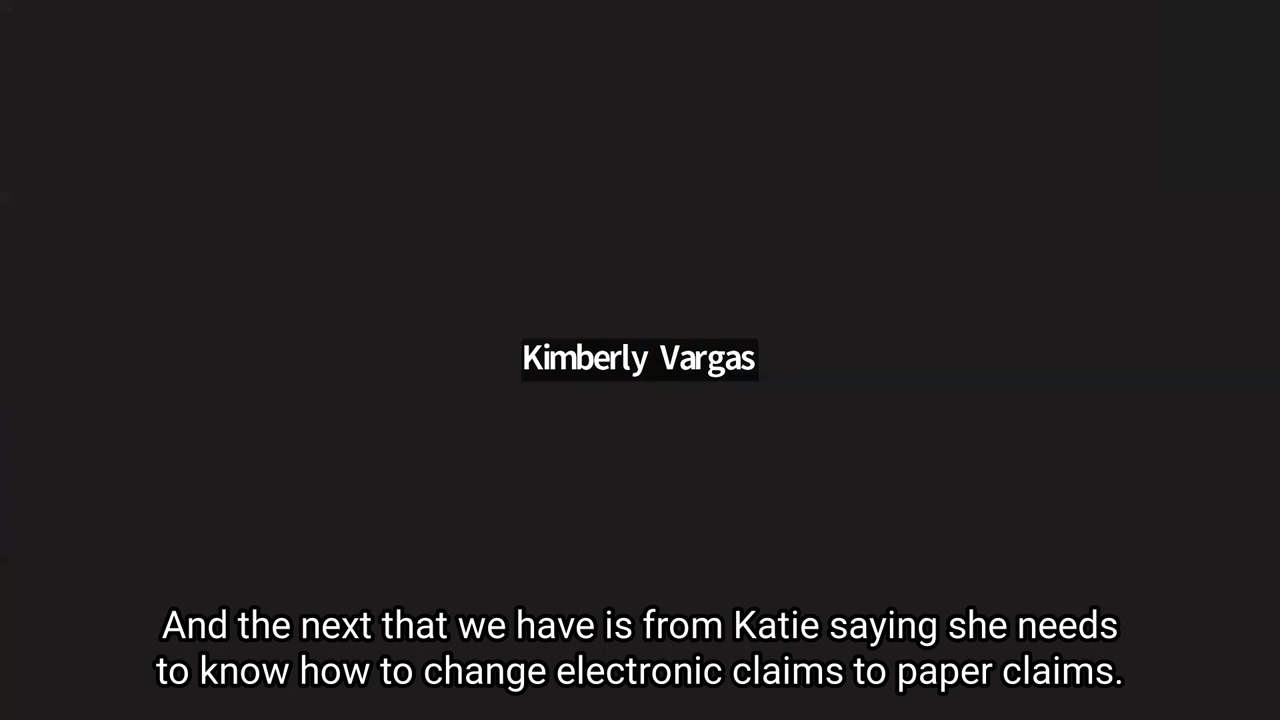 Kimberly Vargas
And the next that we have is from Katie saying she needs
to know how to change electronic claims to paper claims.